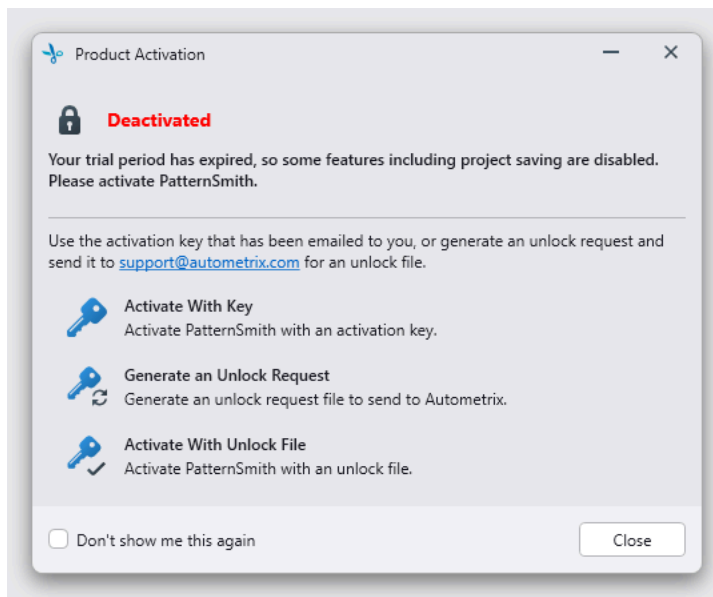 Product Activation
Deactivated
Your trial period has expired, so some features including project saving are disabled.
Please activate PatternSmith.
Use the activation key that has been emailed to you, or generate an unlock request and
send it to support@autometrix.com for an unlock file.
Activate With Key
Activate PatternSmith with an activation key.
Generate an Unlock Request
Generate an unlock request file to send to Autometrix.
Activate With Unlock File
Activate PatternSmith with an unlock file.
Don't show me this again
Close